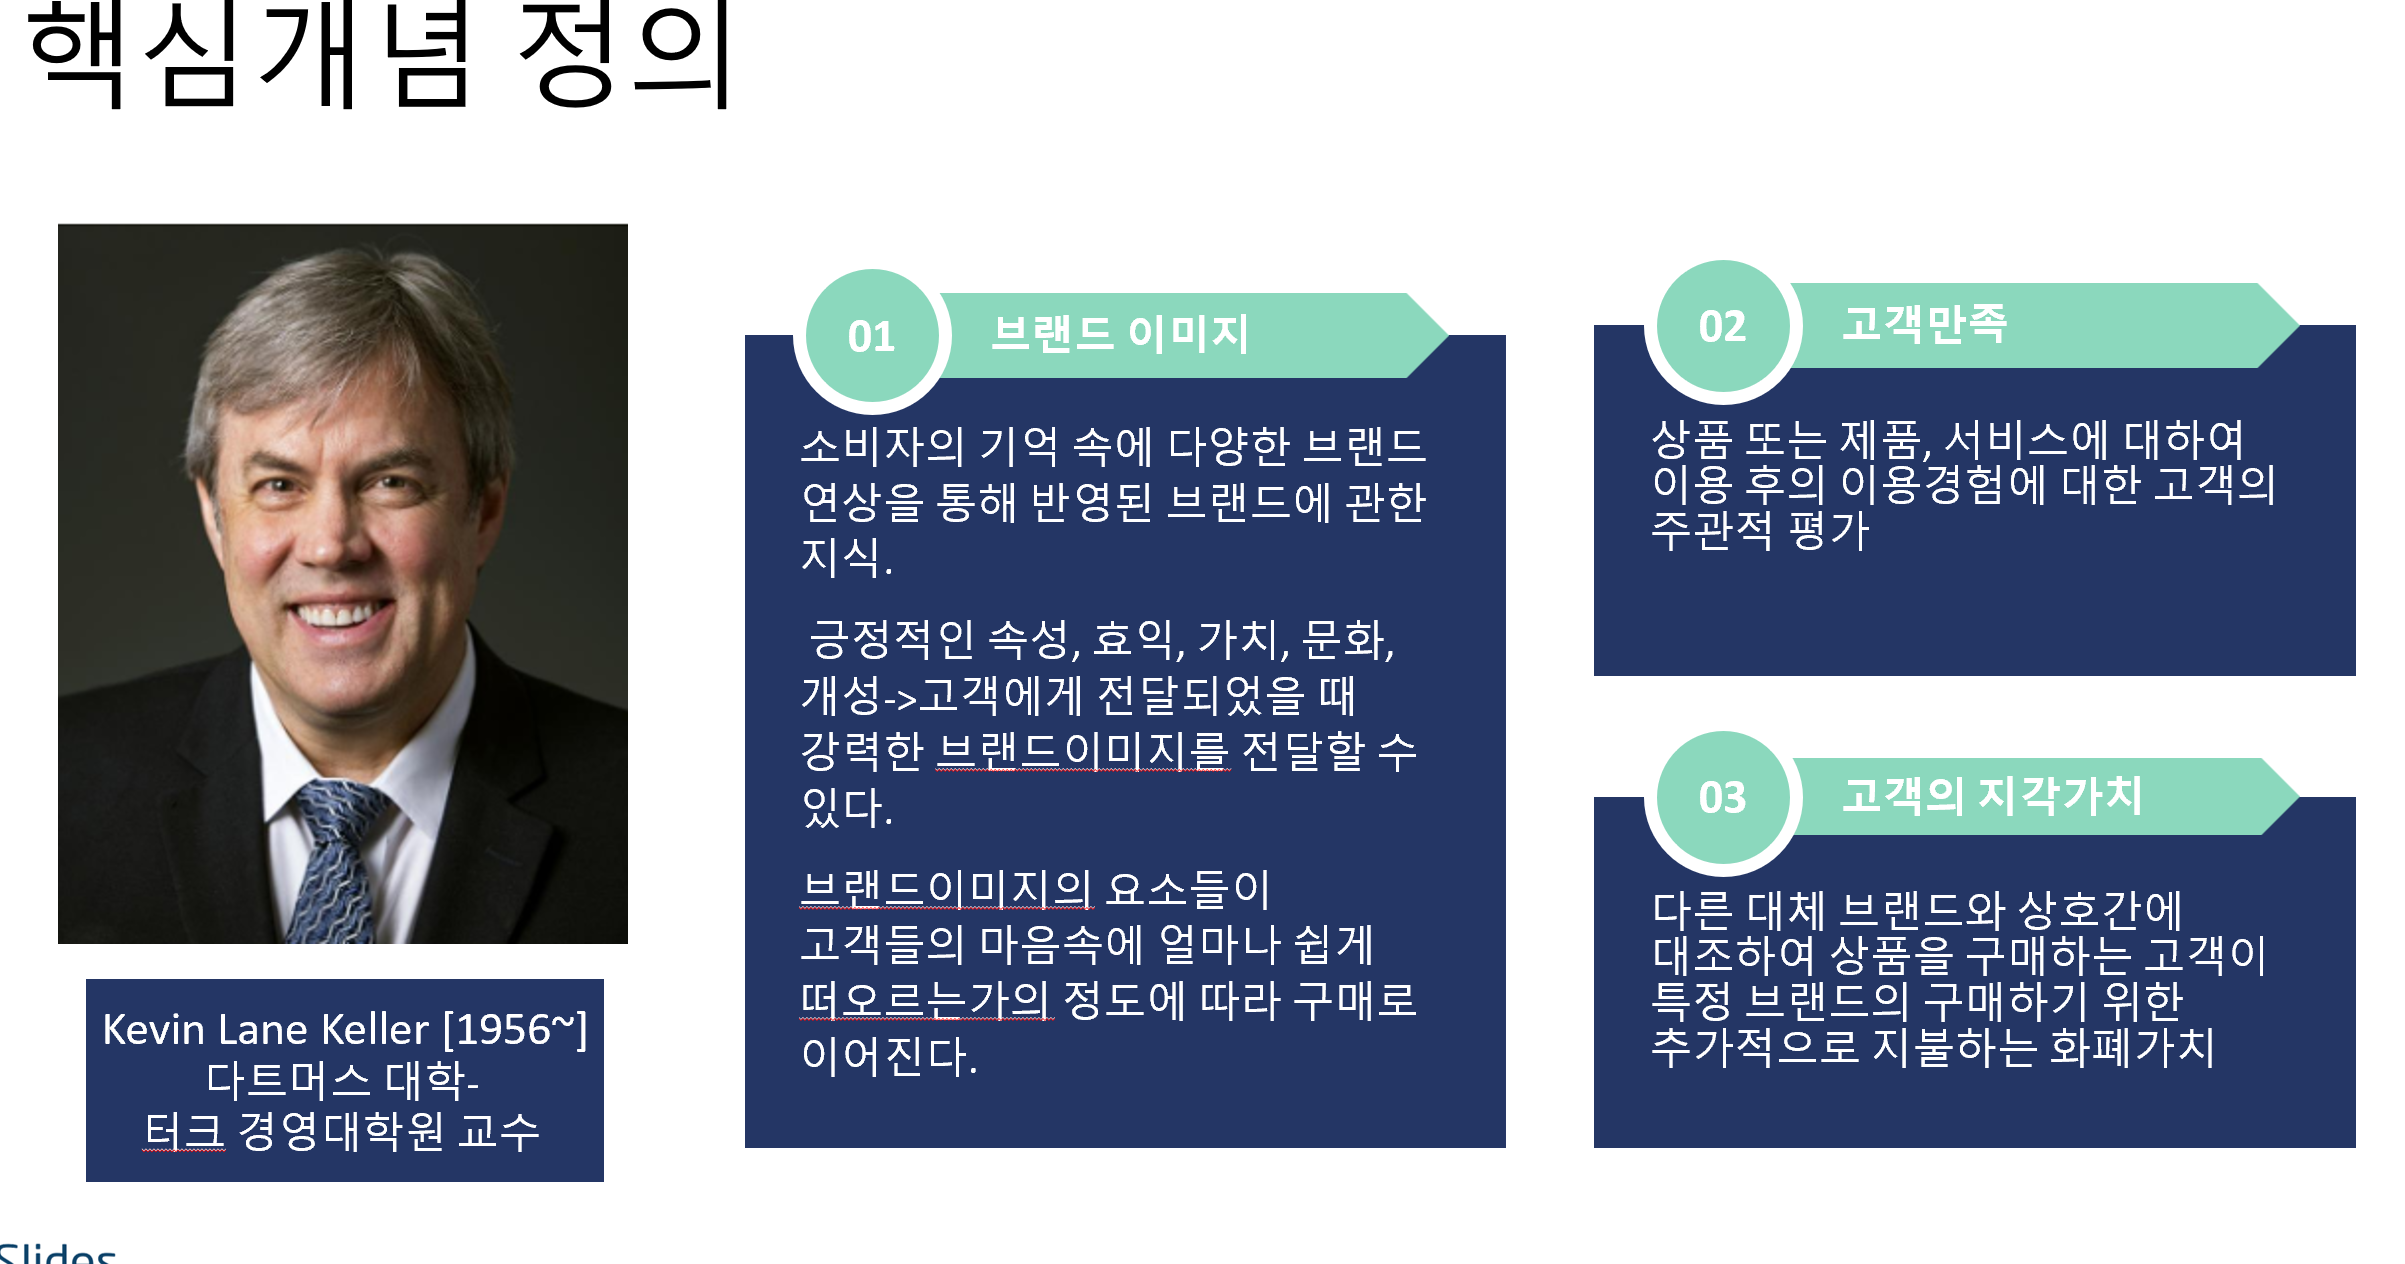 핵심개념 정의
Kevin Lane Keller [1956~]
다트머스 대학-
터크 경영대학원 교수
01 브랜드 이미지
소비자의 기억 속에 다양한 브랜드
연상을 통해 반영된 브랜드에 관한
지식.
긍정적인 속성, 효익, 가치, 문화,
개성->고객에게 전달되었을 때
강력한 브랜드이미지를 전달할 수
있다.
브랜드이미지의 요소들이
고객들의 마음속에 얼마나 쉽게
떠오르는가의 정도에 따라 구매로
이어진다.
02 고객만족
상품 또는 제품, 서비스에 대하여
이용 후의 이용경험에 대한 고객의
주관적 평가
03 고객의 지각가치
다른 대체 브랜드와 상호간에
대조하여 상품을 구매하는 고객이
특정 브랜드의 구매하기 위한
추가적으로 지불하는 화폐가치
Slides